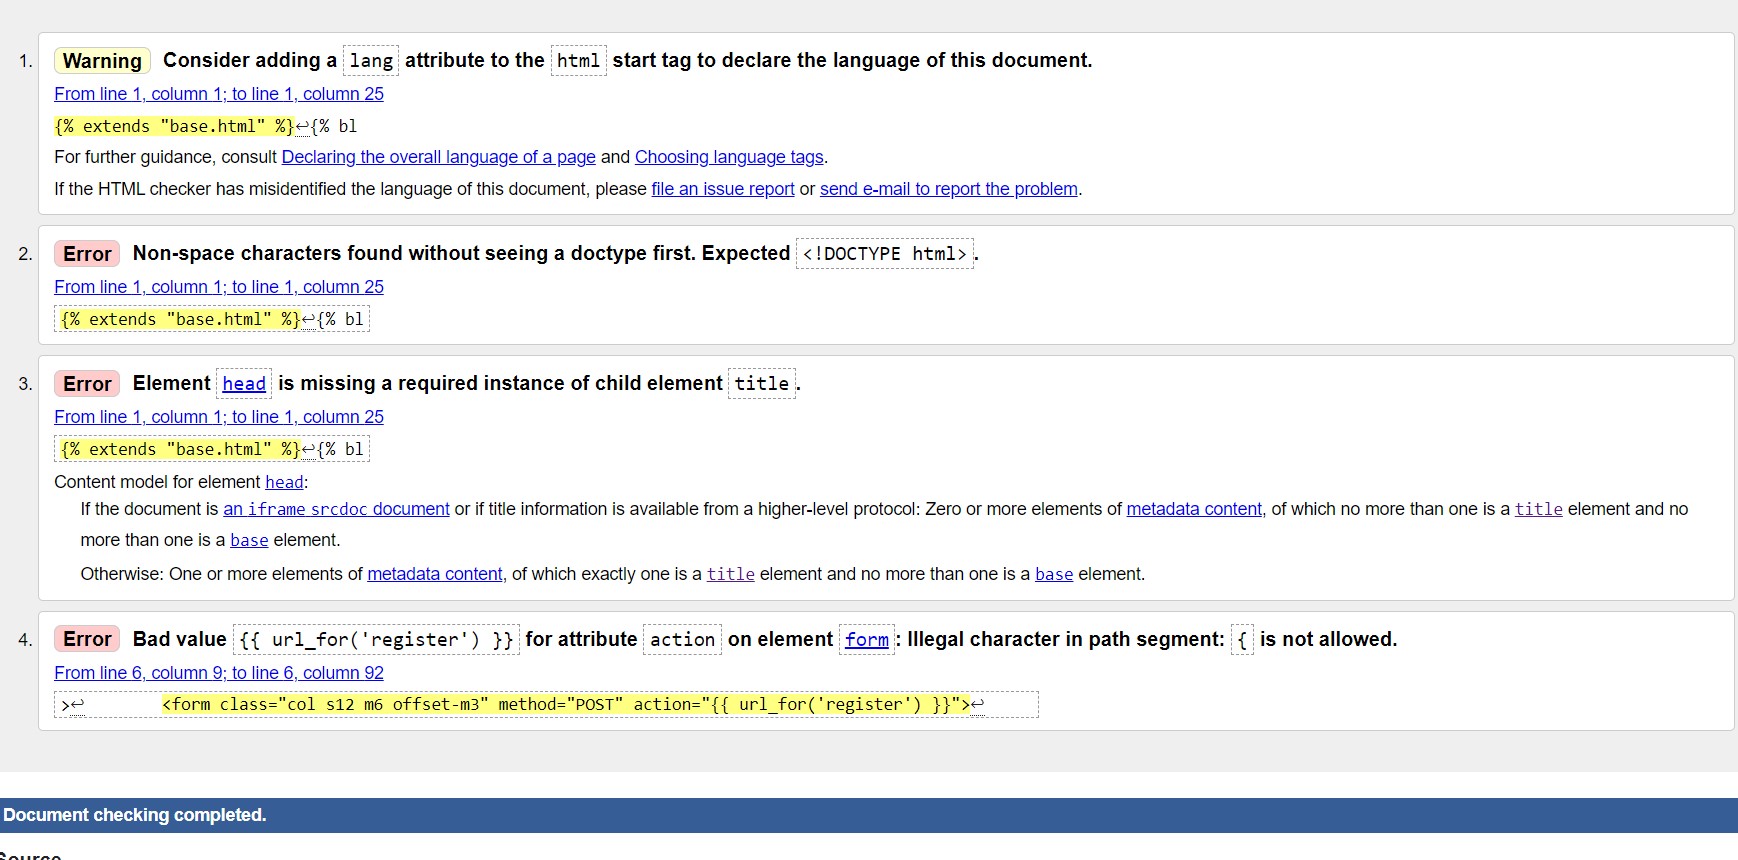 1. Warning Consider adding a lang attribute to the html start tag to declare the language of this document.
From line 1, column 1; to line 1, column 25
{% extends "base.html" %}↩{% bl
For further guidance, consult Declaring the overall language of a page and Choosing language tags.
If the HTML checker has misidentified the language of this document, please file an issue report or send e-mail to report the problem.
2. Error Non-space characters found without seeing a doctype first. Expected <!DOCTYPE html>.
From line 1, column 1; to line 1, column 25
{% extends "base.html" %}↩{% bl
3. Error Element head is missing a required instance of child element title.
From line 1, column 1; to line 1, column 25
{% extends "base.html" %}↩{% bl
Content model for element head:
If the document is an iframe srcdoc document or if title information is available from a higher-level protocol: Zero or more elements of metadata content, of which no more than one is a title element and no
more than one is a base element.
Otherwise: One or more elements of metadata content, of which exactly one is a title element and no more than one is a base element.
4. Error Bad value {{ url_for('register') }} for attribute action on element form: Illegal character in path segment: { is not allowed.
From line 6, column 9; to line 6, column 92
>↩ <form class="col s12 m6 offset-m3" method="POST" action="{{ url_for('register') }}">↩
Document checking completed.
Source